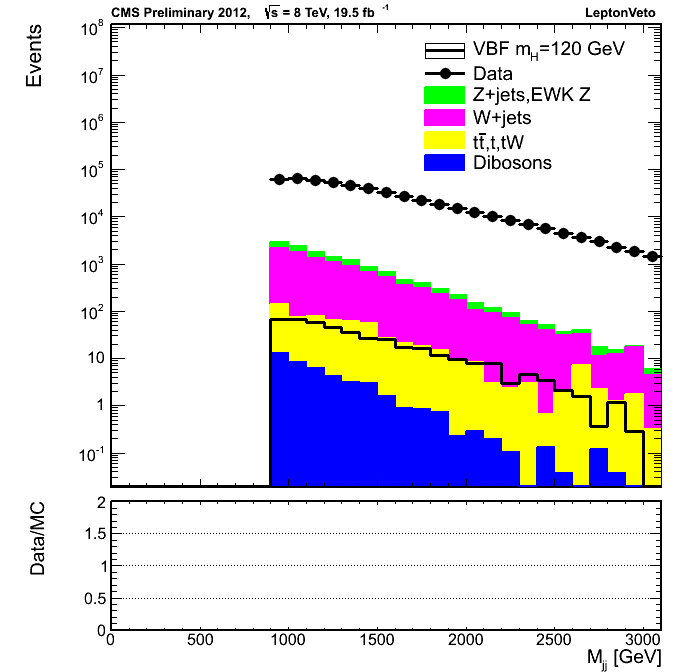 CMS Preliminary 2012, √s = 8 TeV, 19.5 fb⁻¹ LeptonVeto
Events
10⁸
10⁷
10⁶
10⁵
10⁴
10³
10²
10
1
10⁻¹
VBF m_H=120 GeV
Data
Z+jets,EWK Z
W+jets
tt̄,t,tW
Dibosons
Data/MC
2
1.5
1
0.5
0
0 500 1000 1500 2000 2500 3000
M_jj [GeV]